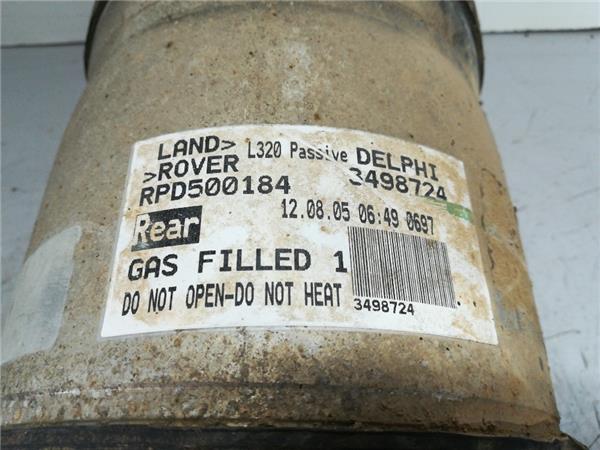 LAND>
>ROVER
L320 Passive
DELPHI
RPD500184
3498724
Rear
12.08.05 06:49 0697
GAS FILLED 1
DO NOT OPEN-DO NOT HEAT
3498724